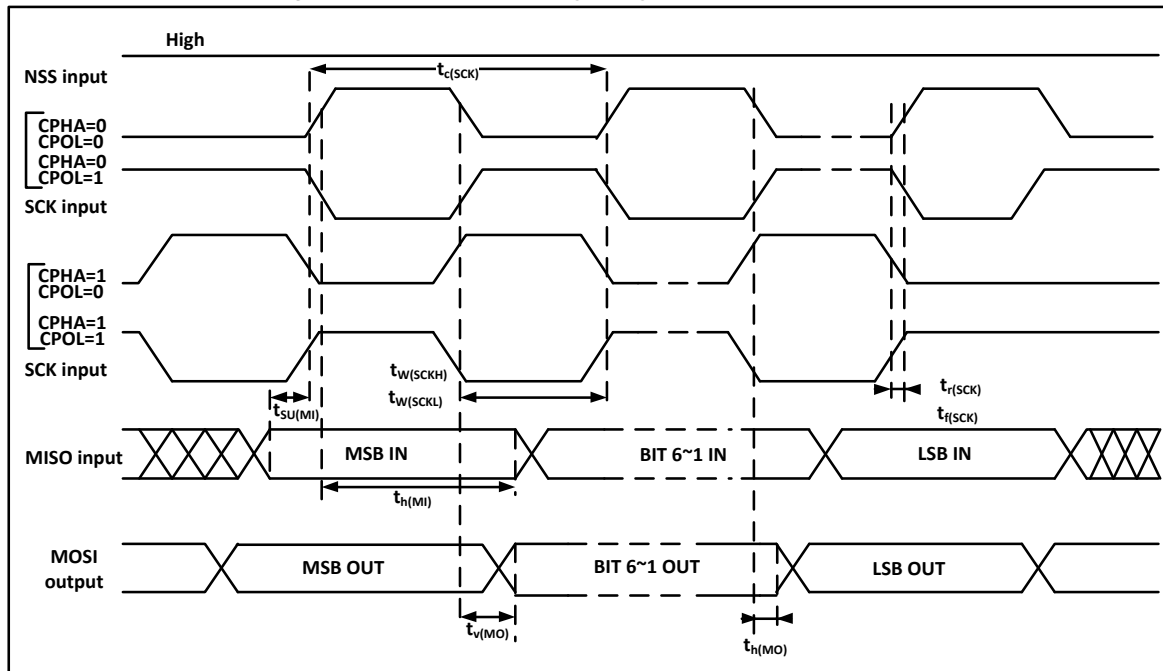 High
NSS input
tc(SCK)
CPHA=0
CPOL=0
CPHA=0
CPOL=1
SCK input
CPHA=1
CPOL=0
CPHA=1
CPOL=1
SCK input
tW(SCKH)
tW(SCKL)
tr(SCK)
tf(SCK)
tSU(MI)
MISO input
MSB IN
BIT 6~1 IN
LSB IN
th(MI)
MOSI
output
MSB OUT
BIT 6~1 OUT
LSB OUT
tv(MO)
th(MO)